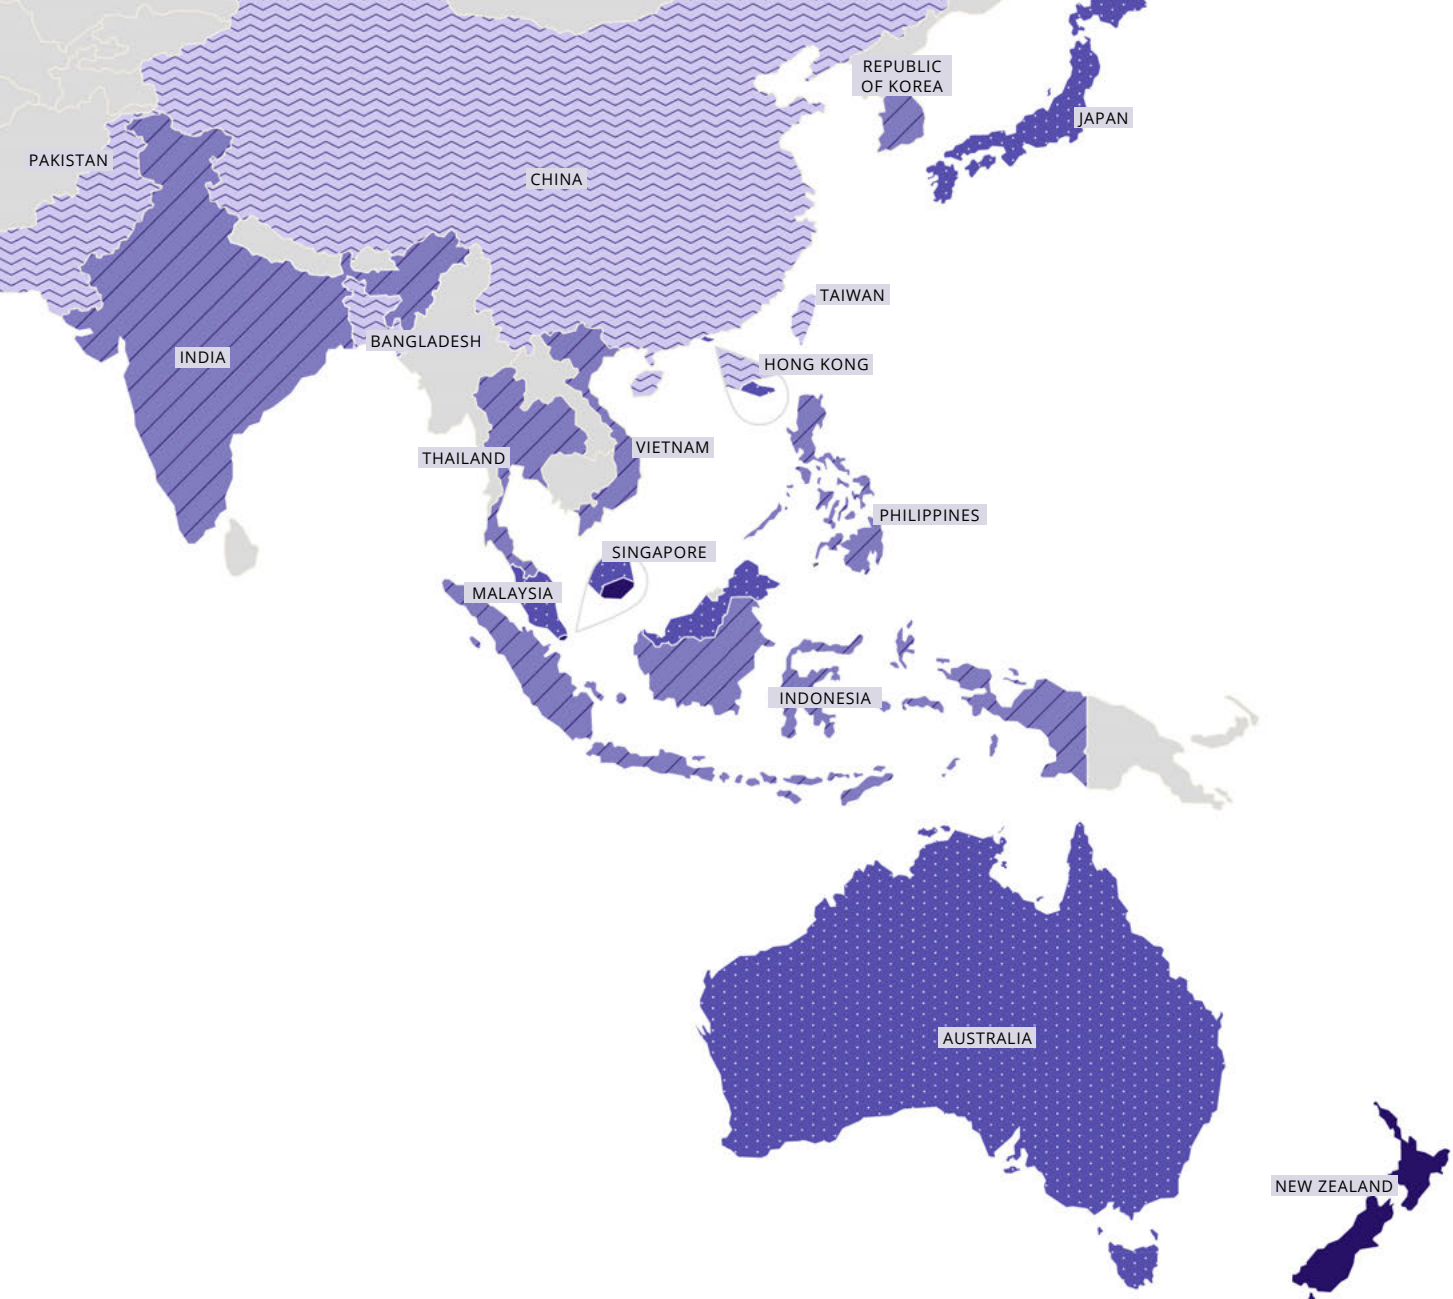 REPUBLIC
OF KOREA
JAPAN
PAKISTAN
CHINA
TAIWAN
BANGLADESH
INDIA
HONG KONG
VIETNAM
THAILAND
PHILIPPINES
SINGAPORE
MALAYSIA
INDONESIA
AUSTRALIA
NEW ZEALAND